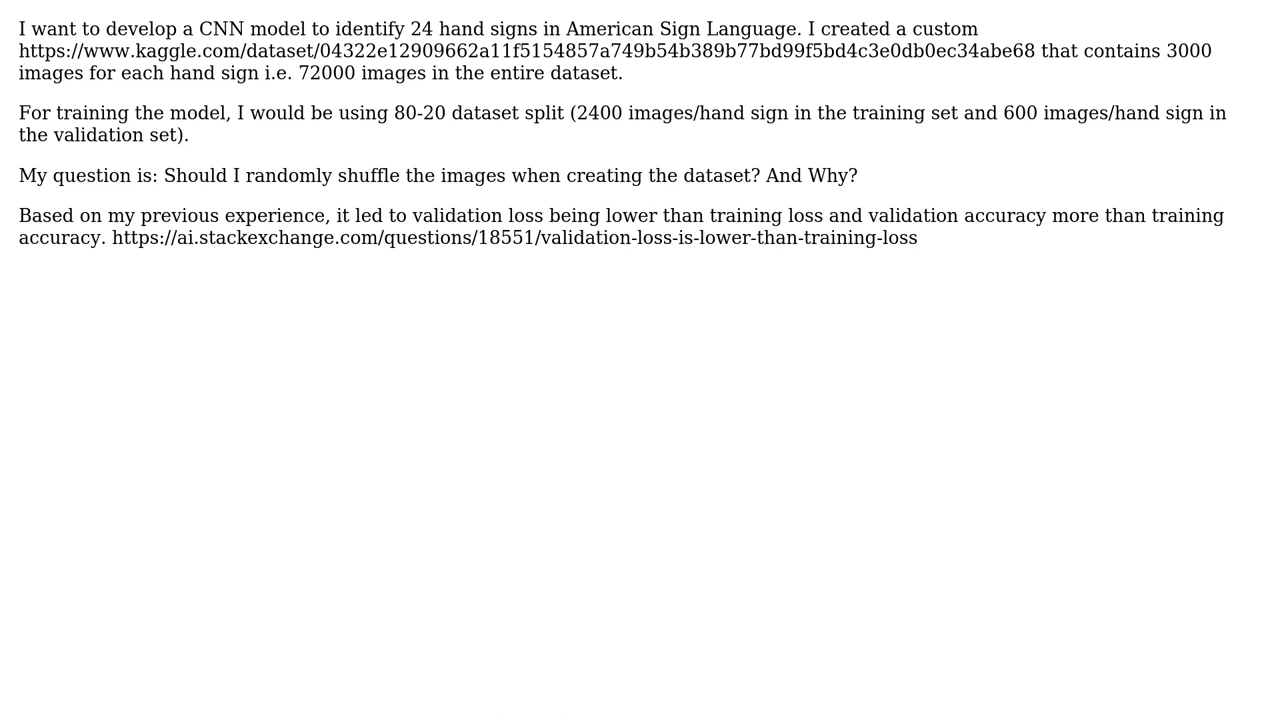 I want to develop a CNN model to identify 24 hand signs in American Sign Language. I created a custom
https://www.kaggle.com/dataset/04322e12909662a11f5154857a749b54b389b77bd99f5bd4c3e0db0ec34abe68 that contains 3000
images for each hand sign i.e. 72000 images in the entire dataset.
For training the model, I would be using 80-20 dataset split (2400 images/hand sign in the training set and 600 images/hand sign in
the validation set).
My question is: Should I randomly shuffle the images when creating the dataset? And Why?
Based on my previous experience, it led to validation loss being lower than training loss and validation accuracy more than training
accuracy. https://ai.stackexchange.com/questions/18551/validation-loss-is-lower-than-training-loss